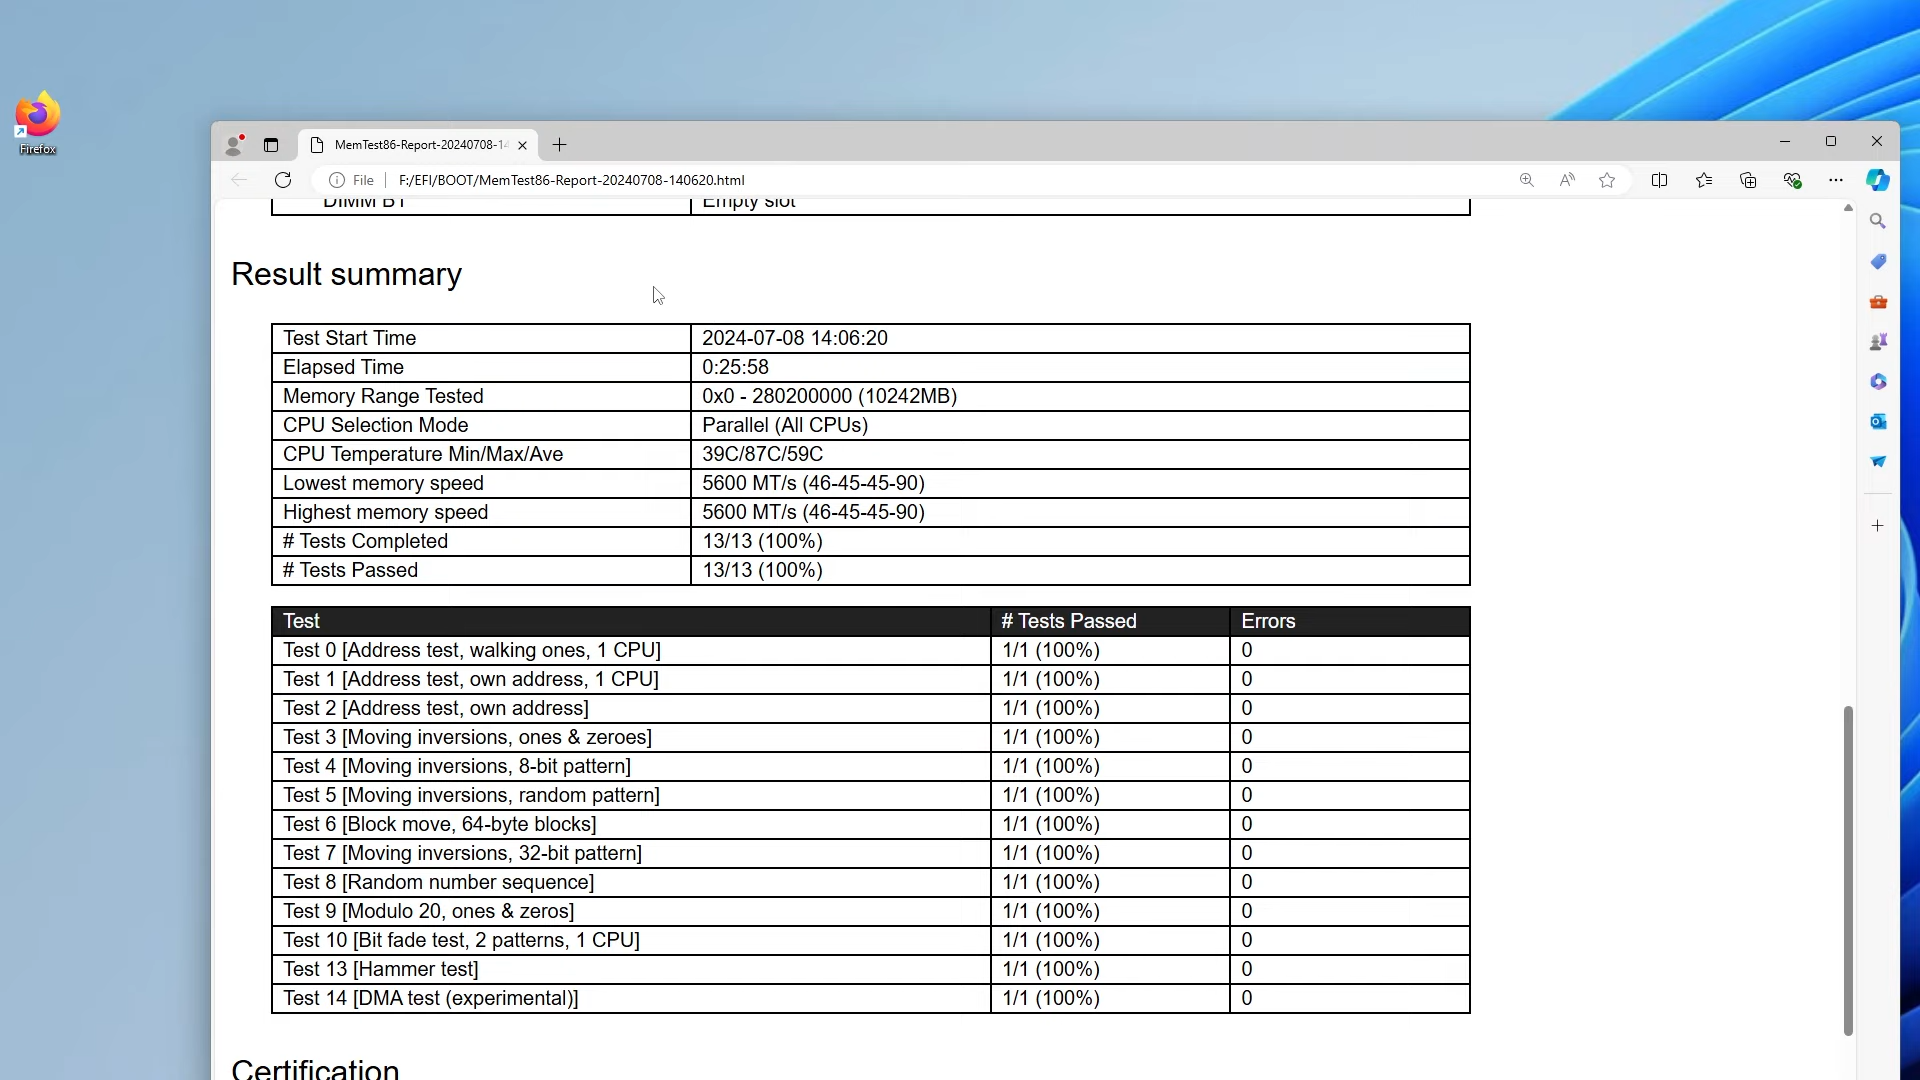 Firefox
MemTest86-Report-20240708-14
File
F:/EFI/BOOT/MemTest86-Report-20240708-140620.html
DIMM B1 Empty slot
Result summary
Test Start Time 2024-07-08 14:06:20
Elapsed Time 0:25:58
Memory Range Tested 0x0 - 280200000 (10242MB)
CPU Selection Mode Parallel (All CPUs)
CPU Temperature Min/Max/Ave 39C/87C/59C
Lowest memory speed 5600 MT/s (46-45-45-90)
Highest memory speed 5600 MT/s (46-45-45-90)
# Tests Completed 13/13 (100%)
# Tests Passed 13/13 (100%)
Test # Tests Passed Errors
Test 0 [Address test, walking ones, 1 CPU] 1/1 (100%) 0
Test 1 [Address test, own address, 1 CPU] 1/1 (100%) 0
Test 2 [Address test, own address] 1/1 (100%) 0
Test 3 [Moving inversions, ones & zeroes] 1/1 (100%) 0
Test 4 [Moving inversions, 8-bit pattern] 1/1 (100%) 0
Test 5 [Moving inversions, random pattern] 1/1 (100%) 0
Test 6 [Block move, 64-byte blocks] 1/1 (100%) 0
Test 7 [Moving inversions, 32-bit pattern] 1/1 (100%) 0
Test 8 [Random number sequence] 1/1 (100%) 0
Test 9 [Modulo 20, ones & zeros] 1/1 (100%) 0
Test 10 [Bit fade test, 2 patterns, 1 CPU] 1/1 (100%) 0
Test 13 [Hammer test] 1/1 (100%) 0
Test 14 [DMA test (experimental)] 1/1 (100%) 0
Certification